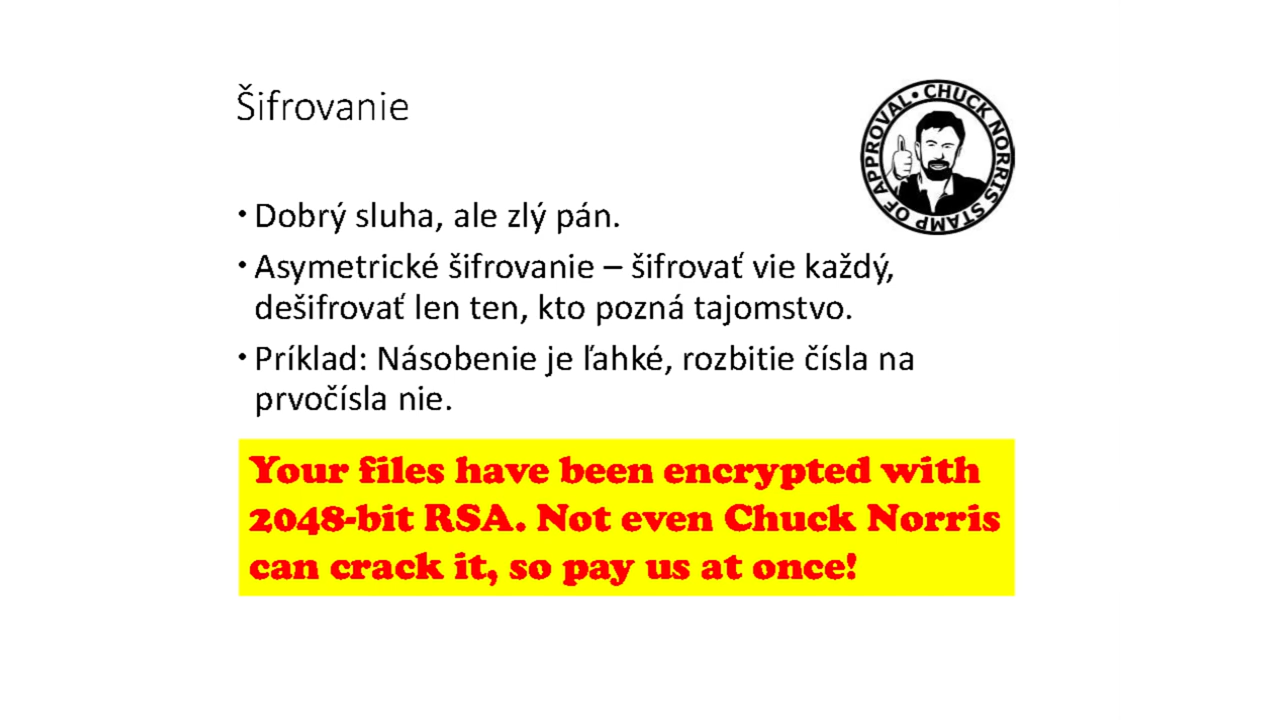 Šifrovanie
CHUCK NORRIS STAMP OF APPROVAL •
• Dobrý sluha, ale zlý pán.
• Asymetrické šifrovanie – šifrovať vie každý,
dešifrovať len ten, kto pozná tajomstvo.
• Príklad: Násobenie je ľahké, rozbitie čísla na
prvočísla nie.
Your files have been encrypted with
2048-bit RSA. Not even Chuck Norris
can crack it, so pay us at once!